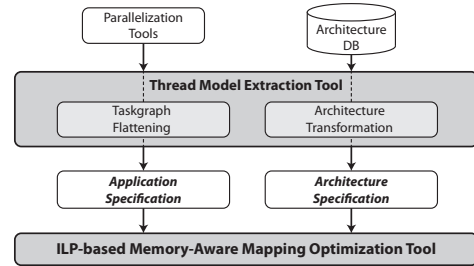 Parallelization
Tools
Architecture
DB
Thread Model Extraction Tool
Taskgraph
Flattening
Architecture
Transformation
Application
Specification
Architecture
Specification
ILP-based Memory-Aware Mapping Optimization Tool